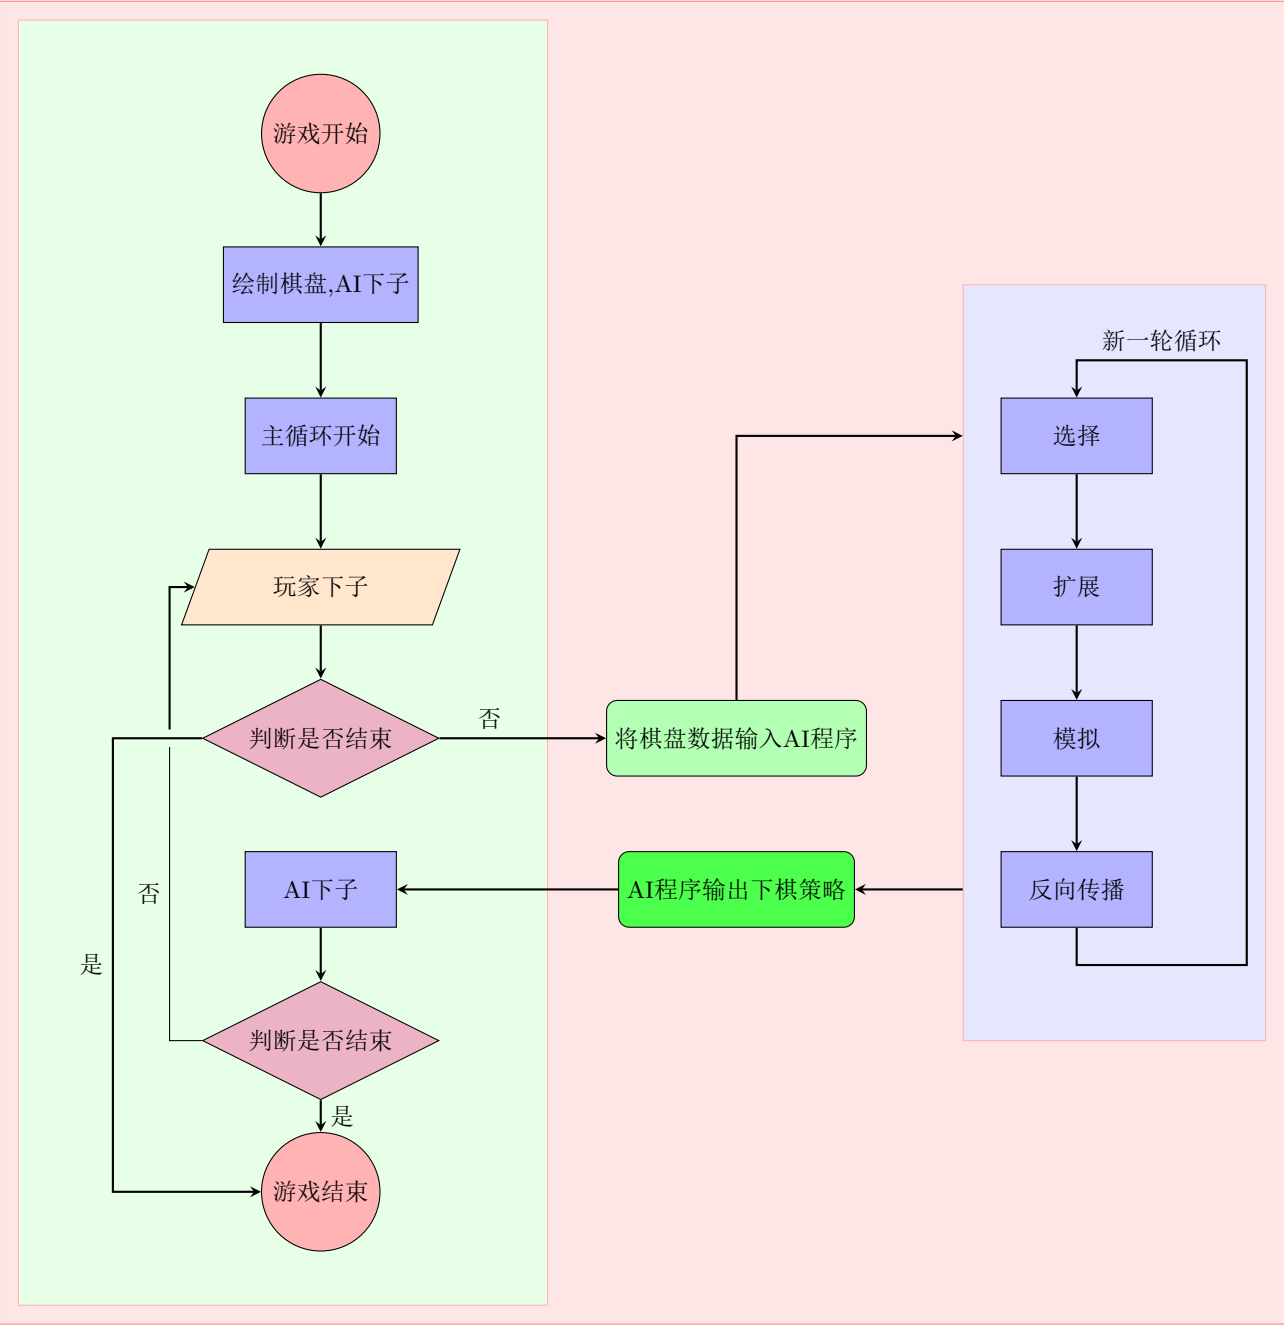 游戏开始
绘制棋盘,AI下子
主循环开始
玩家下子
判断是否结束
否
将棋盘数据输入AI程序
新一轮循环
选择
扩展
模拟
反向传播
AI程序输出下棋策略
AI下子
否
是
判断是否结束
是
游戏结束